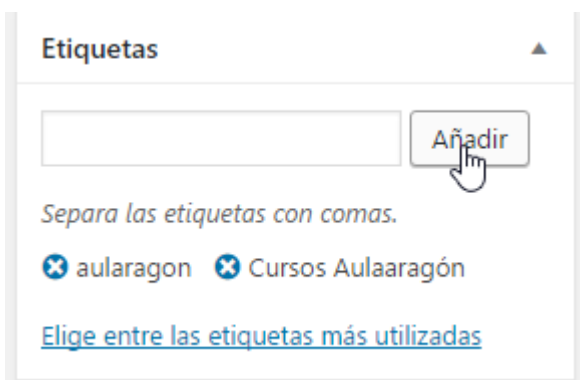 Etiquetas
Añadir
Separa las etiquetas con comas.
aularagon Cursos Aulaaragón
Elige entre las etiquetas más utilizadas